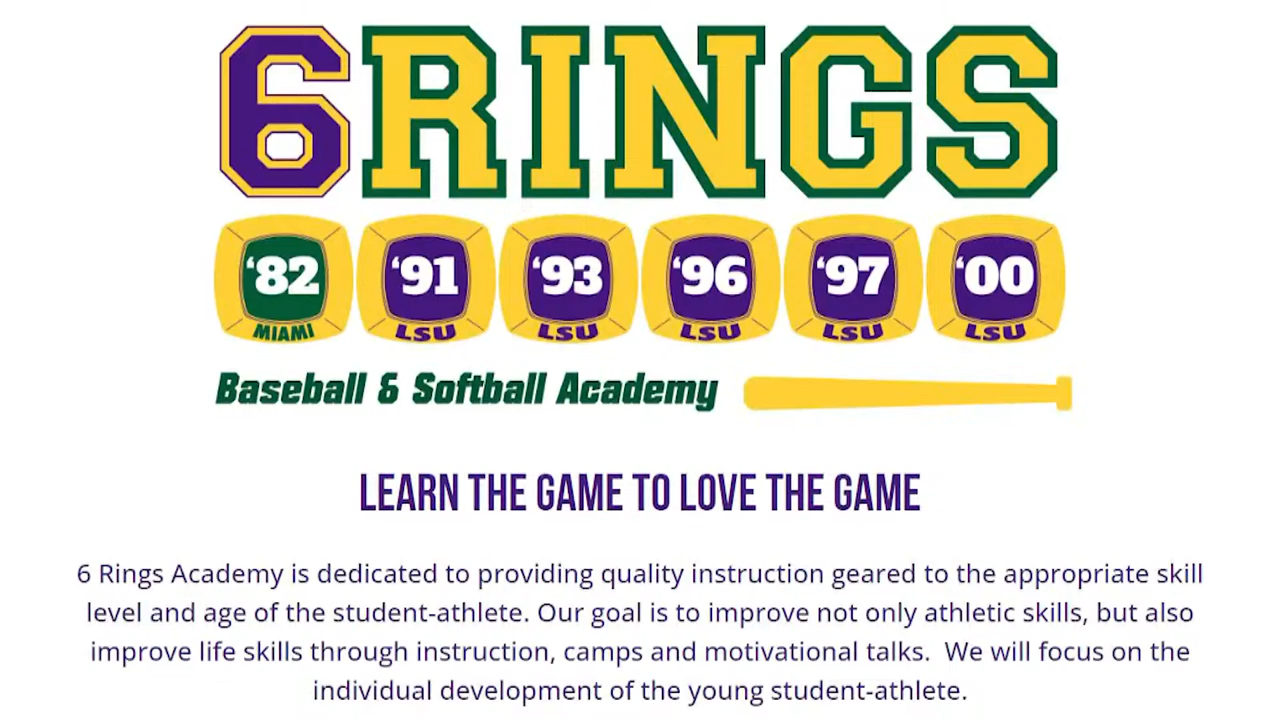 6RINGS
‘82 ‘91 ‘93 ‘96 ‘97 ‘00
MIAMI LSU LSU LSU LSU LSU
Baseball & Softball Academy
LEARN THE GAME TO LOVE THE GAME
6 Rings Academy is dedicated to providing quality instruction geared to the appropriate skill
level and age of the student-athlete. Our goal is to improve not only athletic skills, but also
improve life skills through instruction, camps and motivational talks.  We will focus on the
individual development of the young student-athlete.